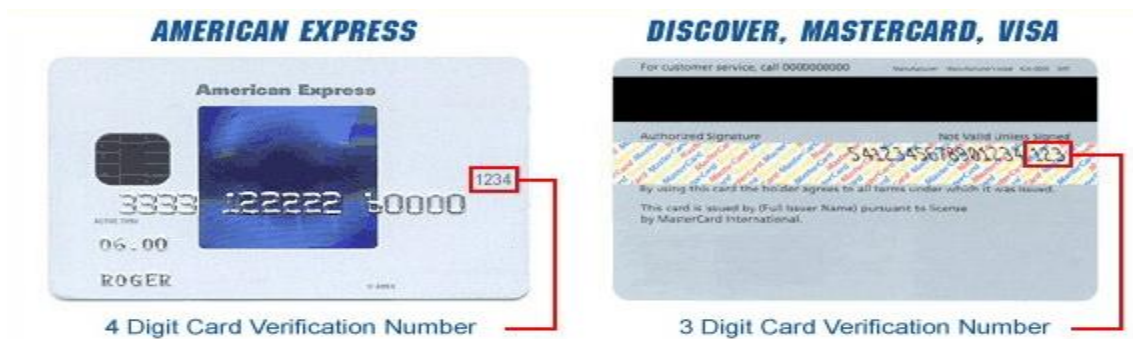 AMERICAN EXPRESS
American Express
1234
3333 122222 60000
06.00
ROGER
4 Digit Card Verification Number
DISCOVER, MASTERCARD, VISA
For customer service, call 0000000000
Authorized Signature Not Valid Unless Signed
5412345678901234 123
By using this card the holder agrees to all terms under which it was issued.
This card is issued by (Full Issuer Name) pursuant to license
by MasterCard International.
3 Digit Card Verification Number